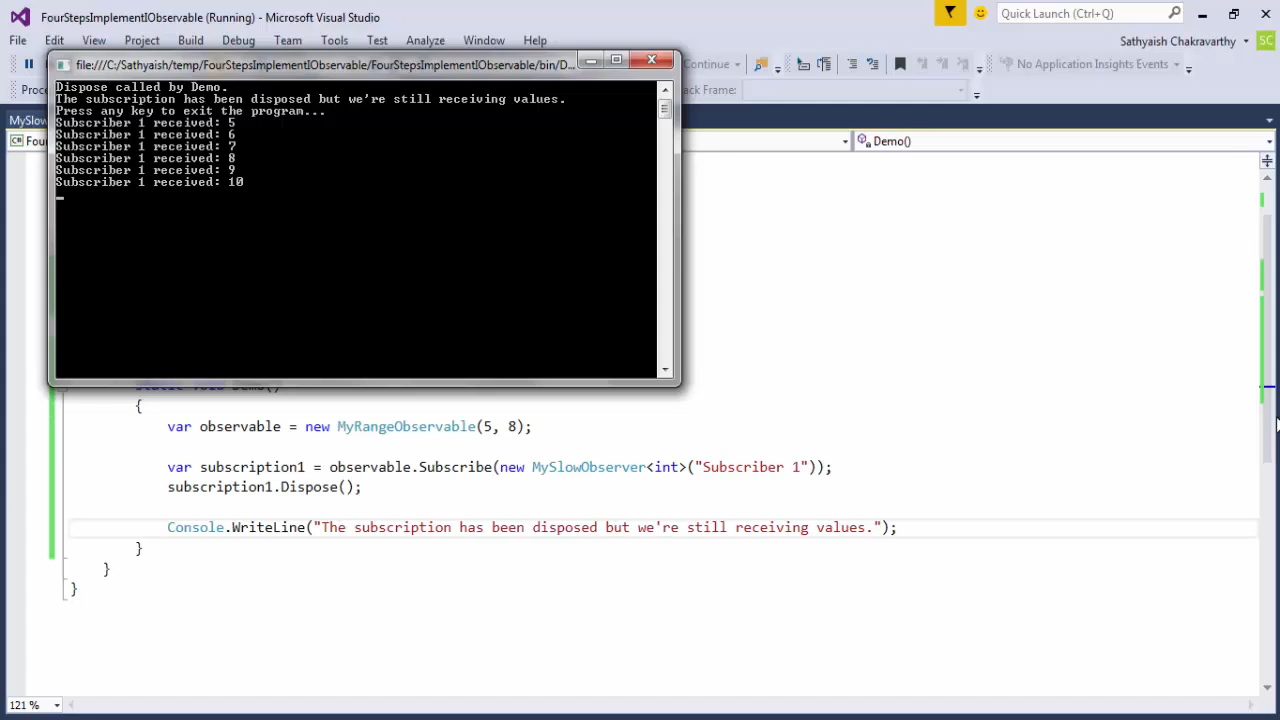 FourStepsImplementIObservable (Running) - Microsoft Visual Studio
Quick Launch (Ctrl+Q)
File Edit View Project Build Debug Team Tools Test Analyze Window Help
Sathyaish Chakravarthy SC
file:///C:/Sathyaish/temp/FourStepsImplementIObservable/FourStepsImplementIObservable/bin/D...
Continue
No Application Insights Events
Proce
Frame:
MySlow
Four
Demo()
Dispose called by Demo.
The subscription has been disposed but we're still receiving values.
Press any key to exit the program...
Subscriber 1 received: 5
Subscriber 1 received: 6
Subscriber 1 received: 7
Subscriber 1 received: 8
Subscriber 1 received: 9
Subscriber 1 received: 10
{
var observable = new MyRangeObservable(5, 8);
var subscription1 = observable.Subscribe(new MySlowObserver<int>("Subscriber 1"));
subscription1.Dispose();
Console.WriteLine("The subscription has been disposed but we're still receiving values.");
}
}
}
121 %